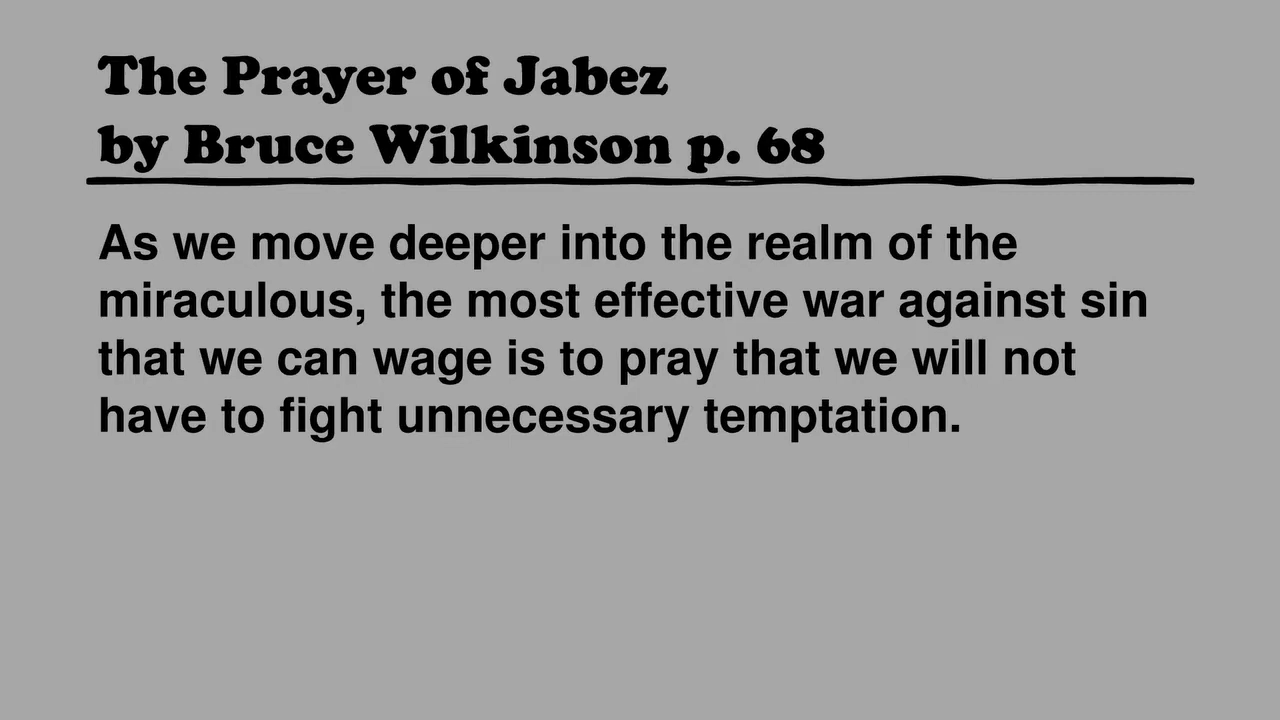 The Prayer of Jabez
by Bruce Wilkinson p. 68
As we move deeper into the realm of the
miraculous, the most effective war against sin
that we can wage is to pray that we will not
have to fight unnecessary temptation.